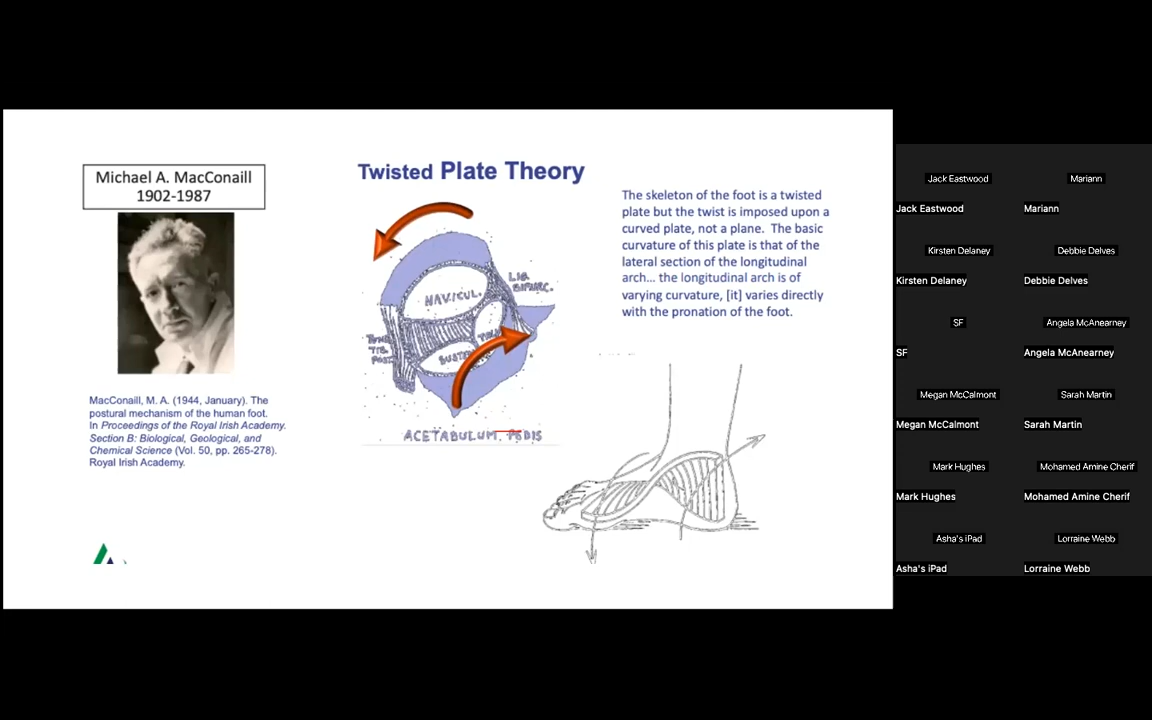 Michael A. MacConaill
1902-1987
Twisted Plate Theory
The skeleton of the foot is a twisted
plate but the twist is imposed upon a
curved plate, not a plane. The basic
curvature of this plate is that of the
lateral section of the longitudinal
arch... the longitudinal arch is of
varying curvature, [it] varies directly
with the pronation of the foot.
NAVICUL.
LIG.
BIFURC.
TIB.
POST.
SUST
ACETABULUM. PEDIS
MacConaill, M. A. (1944, January). The
postural mechanism of the human foot.
In Proceedings of the Royal Irish Academy.
Section B: Biological, Geological, and
Chemical Science (Vol. 50, pp. 265-278).
Royal Irish Academy.
Jack Eastwood
Mariann
Jack Eastwood
Mariann
Kirsten Delaney
Debbie Delves
Kirsten Delaney
Debbie Delves
SF
Angela McAnearney
SF
Angela McAnearney
Megan McCalmont
Sarah Martin
Megan McCalmont
Sarah Martin
Mark Hughes
Mohamed Amine Cherif
Mark Hughes
Mohamed Amine Cherif
Asha's iPad
Lorraine Webb
Asha's iPad
Lorraine Webb